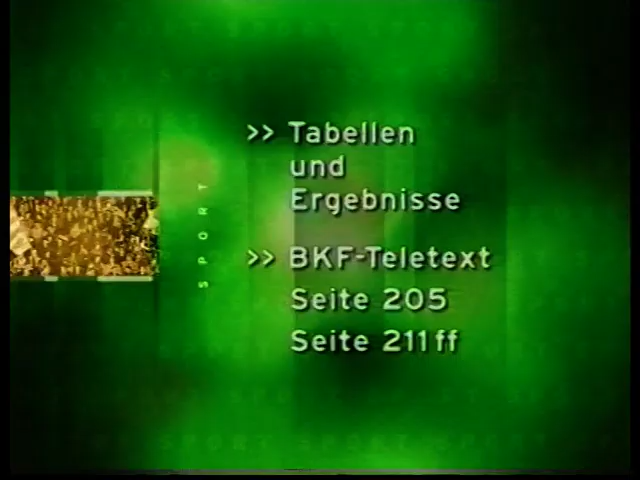 >> Tabellen
und
Ergebnisse
SPORT
>> BKF-Teletext
Seite 205
Seite 211ff